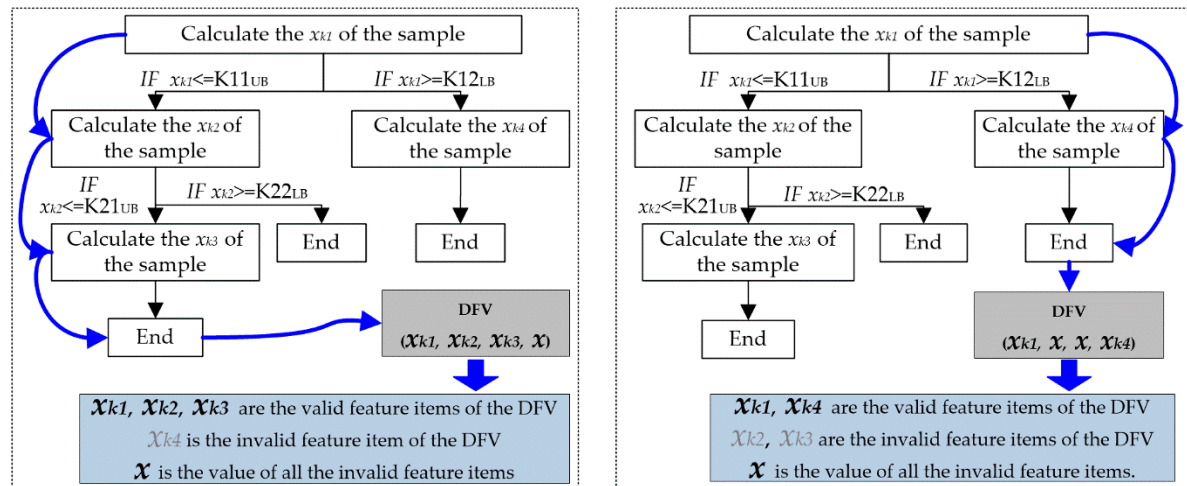 Calculate the xk1 of the sample
IF xk1<=K11UB
IF xk1>=K12LB
Calculate the xk2 of
the sample
Calculate the xk4 of
the sample
IF
xk2<=K21UB
IF xk2>=K22LB
Calculate the xk3 of
the sample
End
End
End
DFV
(xk1, xk2, xk3, x)
xk1, xk2, xk3 are the valid feature items of the DFV
xk4 is the invalid feature item of the DFV
x is the value of all the invalid feature items
Calculate the xk1 of the sample
IF xk1<=K11UB
IF xk1>=K12LB
Calculate the xk2 of the
sample
Calculate the xk4 of
the sample
IF
xk2<=K21UB
IF xk2>=K22LB
Calculate the xk3 of
the sample
End
End
End
DFV
(xk1, x, x, xk4)
xk1, xk4 are the valid feature items of the DFV
xk2, xk3 are the invalid feature items of the DFV
x is the value of all the invalid feature items.